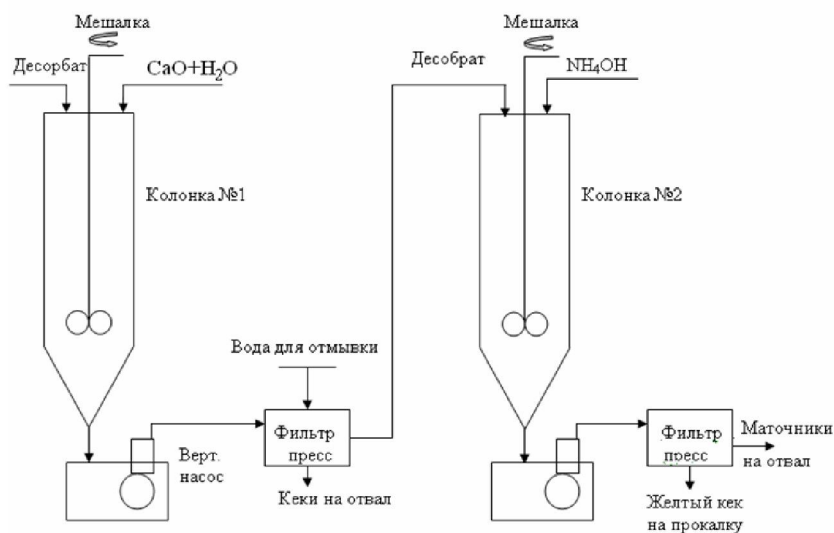 Мешалка
Десорбат
CaO+H₂O
Колонка №1
Вода для отмывки
Верт.
насос
Фильтр
пресс
Кеки на отвал
Мешалка
Десобрат
NH₄OH
Колонка №2
Фильтр
пресс
Маточники
на отвал
Желтый кек
на прокалку